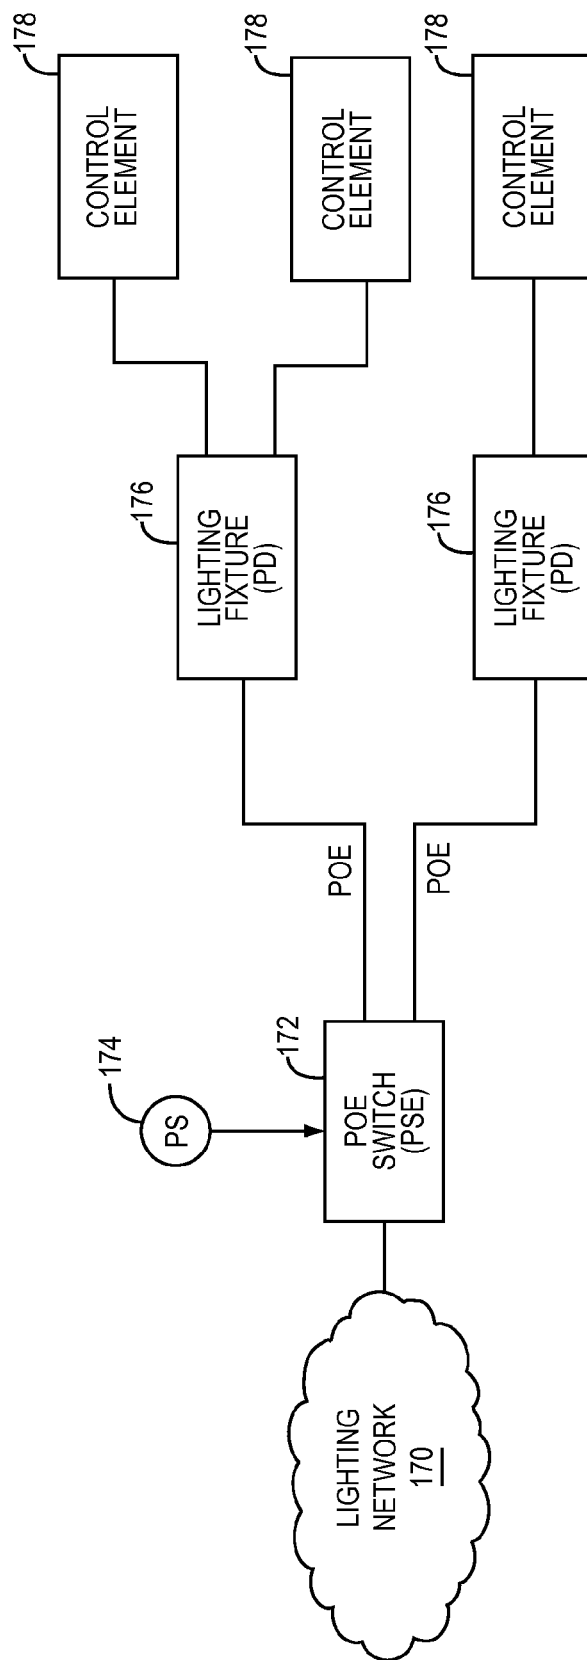 LIGHTING
NETWORK
170
174
PS
172
POE
SWITCH
(PSE)
POE
POE
176
LIGHTING
FIXTURE
(PD)
176
LIGHTING
FIXTURE
(PD)
178
CONTROL
ELEMENT
178
CONTROL
ELEMENT
178
CONTROL
ELEMENT